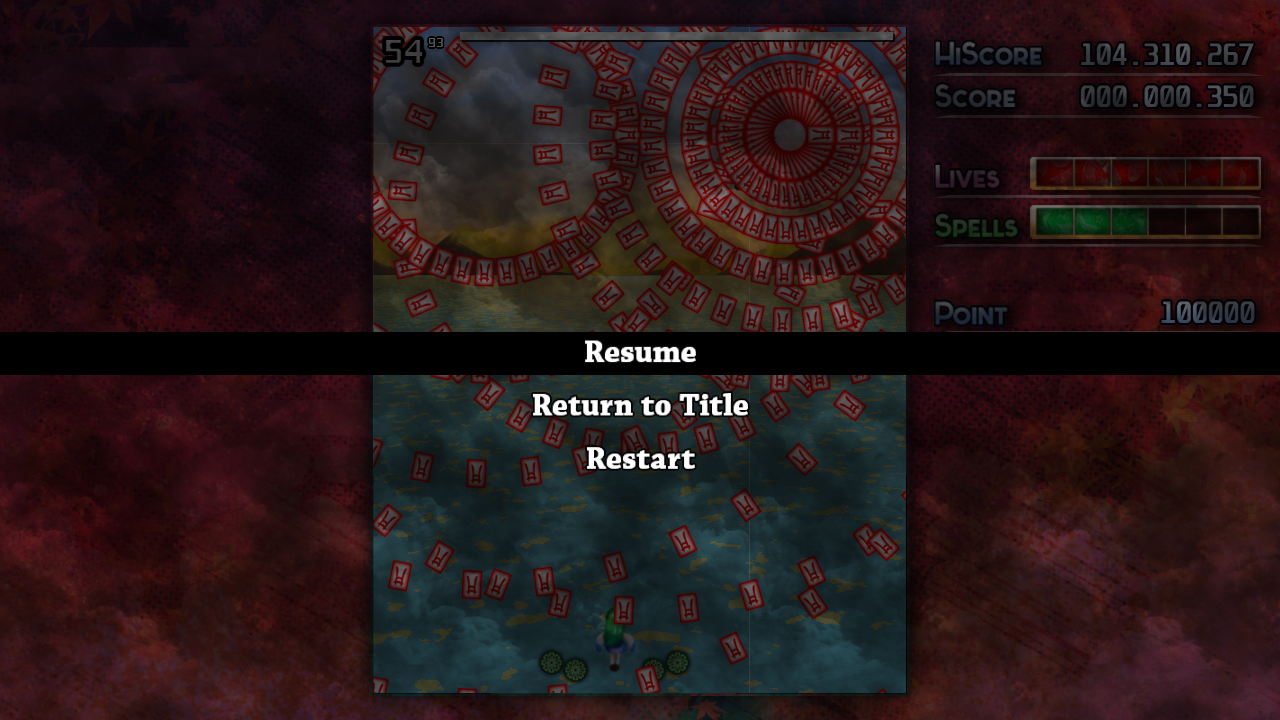 54 93
HiScore 104.310.267
Score 000.000.350
Lives
Spells
Point 100000
Resume
Return to Title
Restart